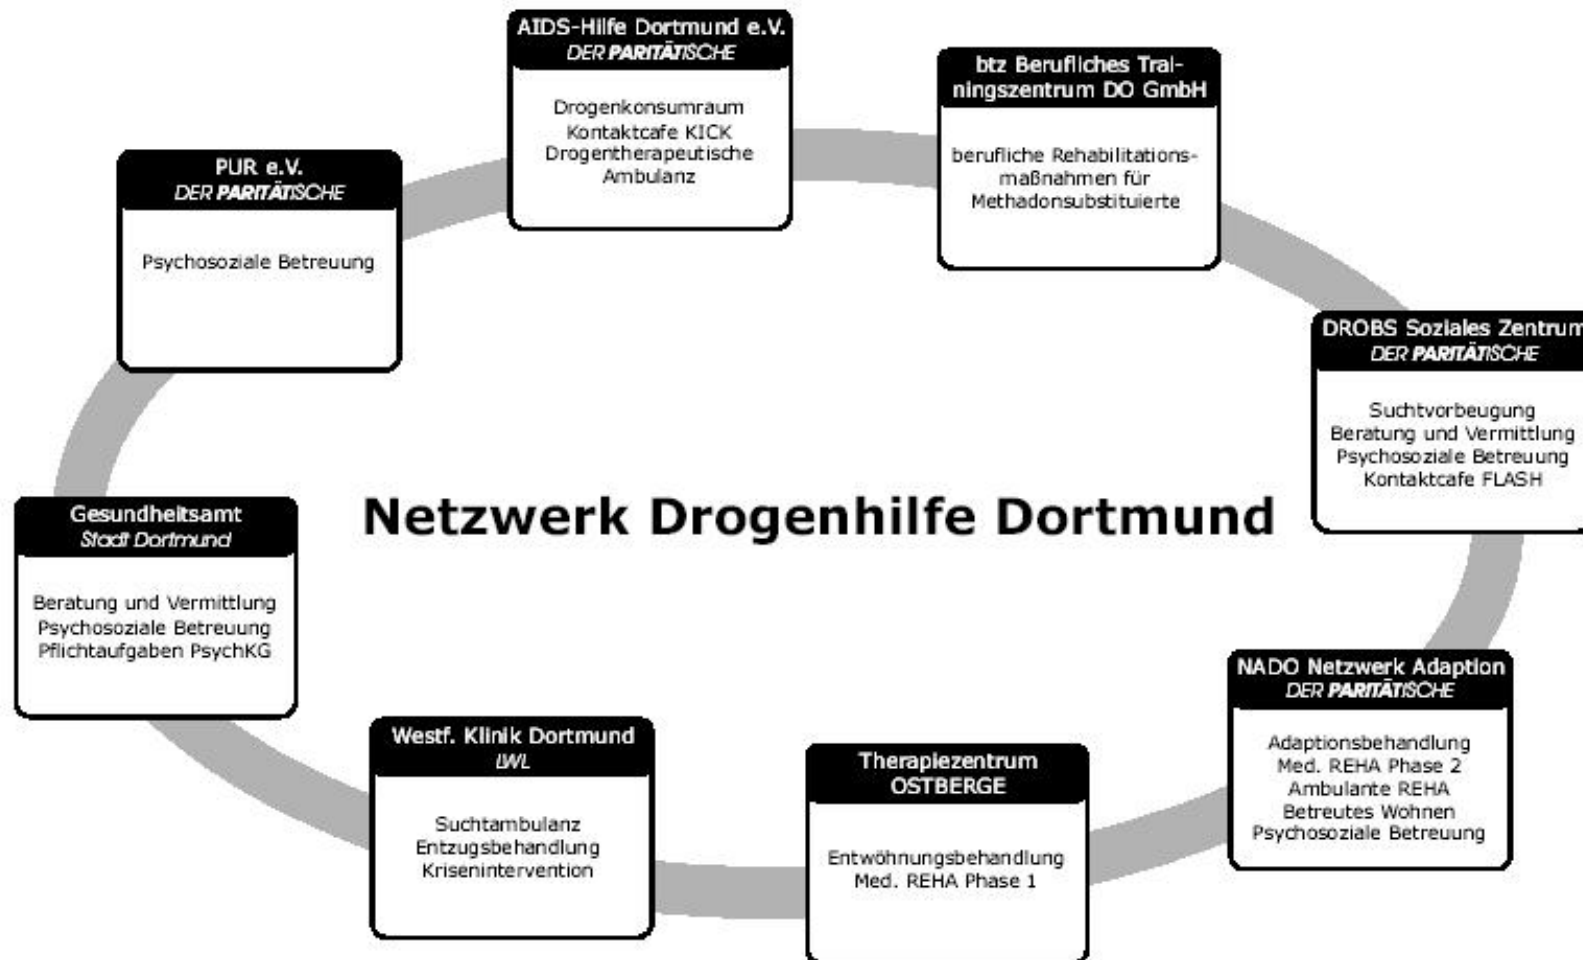 AIDS-Hilfe Dortmund e.V.
DER PARITÄTISCHE
Drogenkonsumraum
Kontaktcafe KICK
Drogentherapeutische
Ambulanz
btz Berufliches Trai-
ningszentrum DO GmbH
berufliche Rehabilitations-
maßnahmen für
Methadonsubstituierte
PUR e.V.
DER PARITÄTISCHE
Psychosoziale Betreuung
DROBS Soziales Zentrum
DER PARITÄTISCHE
Suchtvorbeugung
Beratung und Vermittlung
Psychosoziale Betreuung
Kontaktcafe FLASH
Netzwerk Drogenhilfe Dortmund
Gesundheitsamt
Stadt Dortmund
Beratung und Vermittlung
Psychosoziale Betreuung
Pflichtaufgaben PsychKG
NADO Netzwerk Adaption
DER PARITÄTISCHE
Adaptionsbehandlung
Med. REHA Phase 2
Ambulante REHA
Betreutes Wohnen
Psychosoziale Betreuung
Westf. Klinik Dortmund
LWL
Suchtambulanz
Entzugsbehandlung
Krisenintervention
Therapiezentrum
OSTBERGE
Entwöhnungsbehandlung
Med. REHA Phase 1